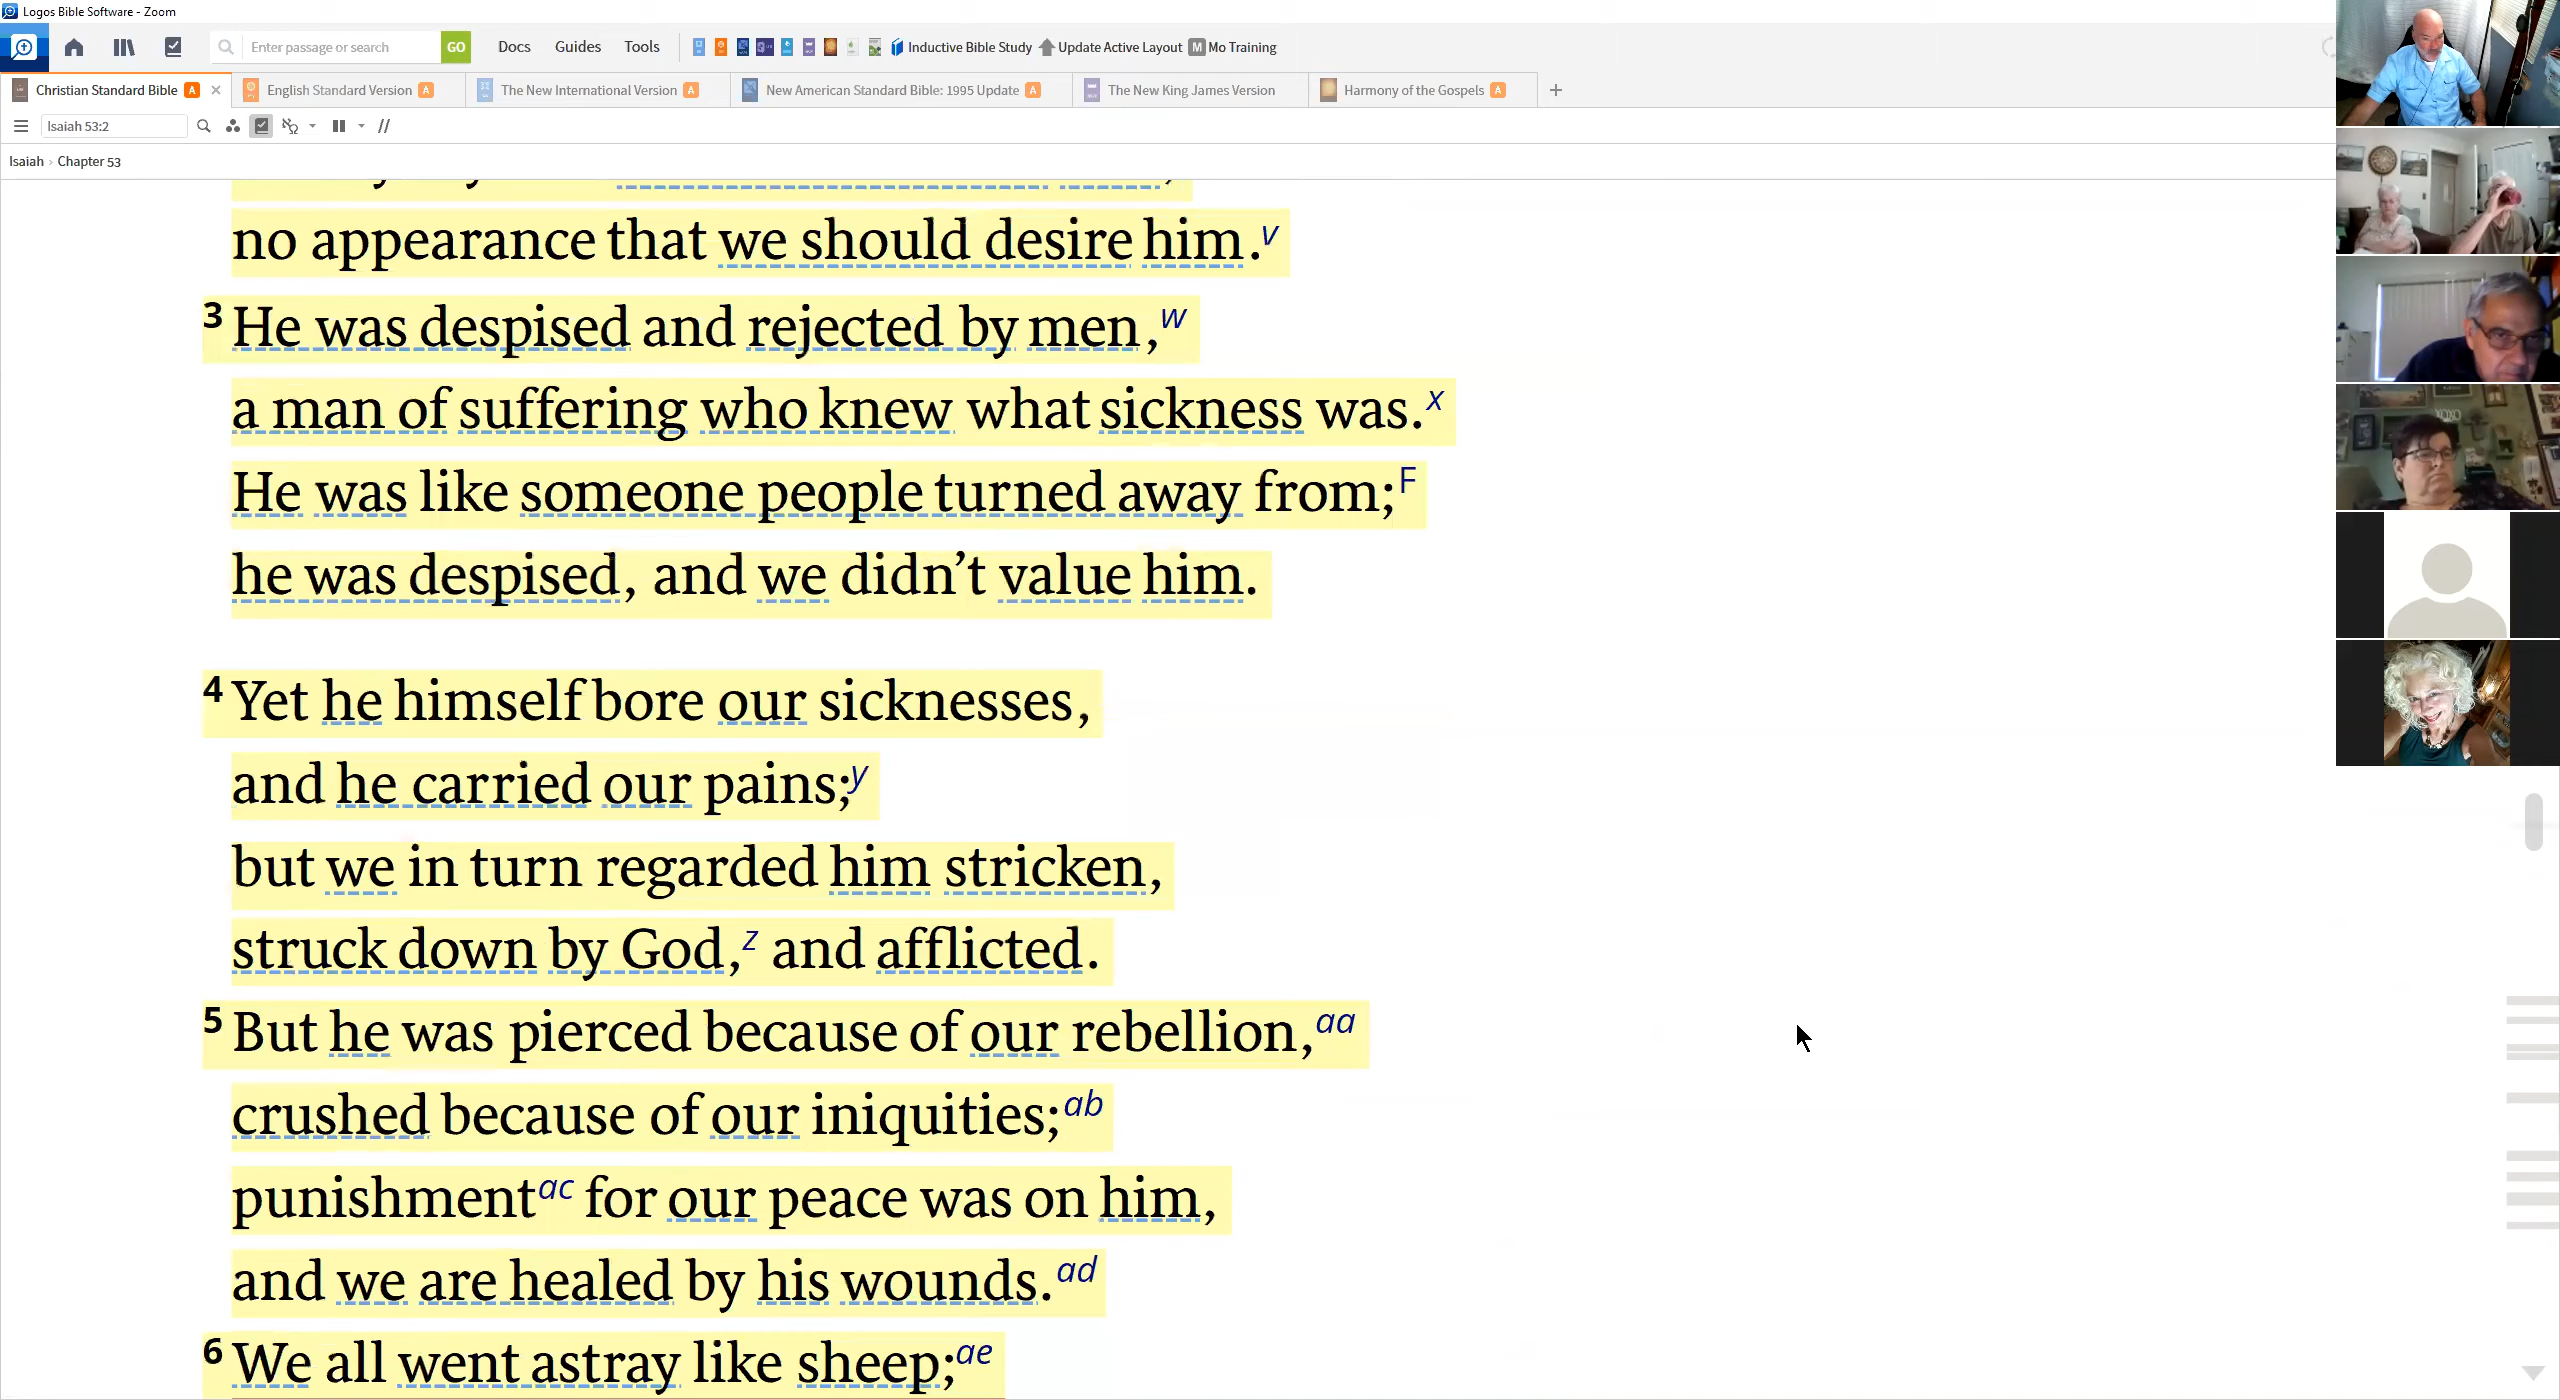 Logos Bible Software - Zoom
Enter passage or search GO Docs Guides Tools Inductive Bible Study Update Active Layout M Mo Training
Christian Standard Bible A English Standard Version A The New International Version A New American Standard Bible: 1995 Update A The New King James Version Harmony of the Gospels A
Isaiah 53:2
Isaiah › Chapter 53
no appearance that we should desire him.v
3 He was despised and rejected by men,w
a man of suffering who knew what sickness was.x
He was like someone people turned away from;F
he was despised, and we didn’t value him.
4 Yet he himself bore our sicknesses,
and he carried our pains;y
but we in turn regarded him stricken,
struck down by God,z and afflicted.
5 But he was pierced because of our rebellion,aa
crushed because of our iniquities;ab
punishmentac for our peace was on him,
and we are healed by his wounds.ad
6 We all went astray like sheep;ae
XOXO